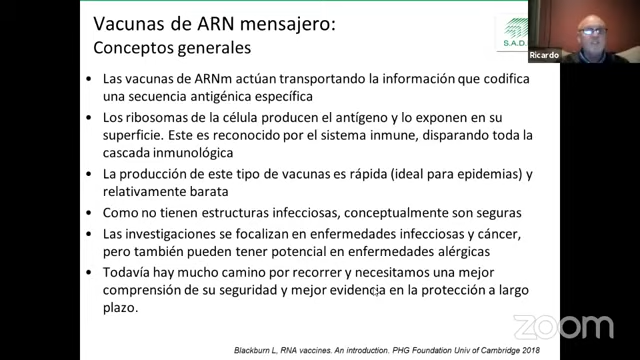 Vacunas de ARN mensajero:
Conceptos generales
S.A.D.
Ricardo
• Las vacunas de ARNm actúan transportando la información que codifica
una secuencia antigénica específica
• Los ribosomas de la célula producen el antígeno y lo exponen en su
superficie. Este es reconocido por el sistema inmune, disparando toda la
cascada inmunológica
• La producción de este tipo de vacunas es rápida (ideal para epidemias) y
relativamente barata
• Como no tienen estructuras infecciosas, conceptualmente son seguras
• Las investigaciones se focalizan en enfermedades infecciosas y cáncer,
pero también pueden tener potencial en enfermedades alérgicas
• Todavía hay mucho camino por recorrer y necesitamos una mejor
comprensión de su seguridad y mejor evidencia en la protección a largo
plazo.
zoom
Blackburn L, RNA vaccines. An introduction. PHG Foundation Univ of Cambridge 2018